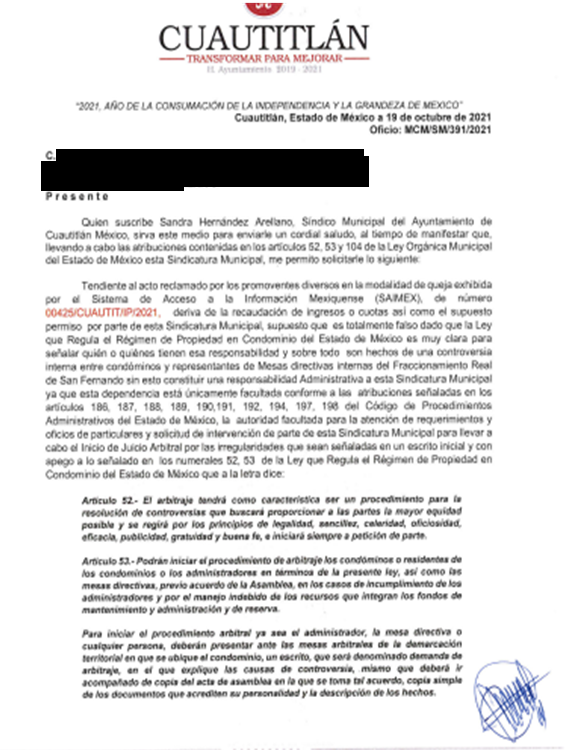 CUAUTITLÁN
TRANSFORMAR PARA MEJORAR
H. Ayuntamiento 2019 - 2021
"2021, AÑO DE LA CONSUMACIÓN DE LA INDEPENDENCIA Y LA GRANDEZA DE MÉXICO"
Cuautitlán, Estado de México a 19 de octubre de 2021
Oficio: MCM/SM/391/2021
C.
Presente
Quien suscribe Sandra Hernández Arellano, Síndico Municipal del Ayuntamiento de
Cuautitlán México, sirva este medio para enviarle un cordial saludo, al tiempo de manifestar que,
llevando a cabo las atribuciones contenidas en los artículos 52, 53 y 104 de la Ley Orgánica Municipal
del Estado de México esta Sindicatura Municipal, me permito solicitarle lo siguiente:
Tendiente al acto reclamado por los promoventes diversos en la modalidad de queja exhibida
por el Sistema de Acceso a la Información Mexiquense (SAIMEX), de número
00425/CUAUTIT/IP/2021, deriva de la recaudación de ingresos o cuotas así como el supuesto
permiso por parte de esta Sindicatura Municipal, supuesto que es totalmente falso dado que la Ley
que Regula el Régimen de Propiedad en Condominio del Estado de México es muy clara para
señalar quién o quiénes tienen esa responsabilidad y sobre todo son hechos de una controversia
interna entre condóminos y representantes de Mesas directivas internas del Fraccionamiento Real
de San Fernando sin esto constituir una responsabilidad Administrativa a esta Sindicatura Municipal
ya que esta dependencia está únicamente facultada conforme a las atribuciones señaladas en los
artículos 186, 187, 188, 189, 190,191, 192, 194, 197, 198 del Código de Procedimientos
Administrativos del Estado de México, la autoridad facultada para la atención de requerimientos y
oficios de particulares y solicitud de intervención de parte de esta Sindicatura Municipal para llevar a
cabo el Inicio de Juicio Arbitral por las irregularidades que sean señaladas en un escrito inicial y con
apego a lo señalado en los numerales 52, 53 de la Ley que Regula el Régimen de Propiedad en
Condominio del Estado de México que a la letra dice:
Artículo 52.- El arbitraje tendrá como característica ser un procedimiento para la
resolución de controversias que buscará proporcionar a las partes la mayor equidad
posible y se regirá por los principios de legalidad, sencillez, celeridad, oficiosidad,
eficacia, publicidad, gratuidad y buena fe, e iniciará siempre a petición de parte.
Artículo 53.- Podrán iniciar el procedimiento de arbitraje los condóminos o residentes de
los condominios o los administradores en términos de la presente ley, así como las
mesas directivas, previo acuerdo de la Asamblea, en los casos de incumplimiento de los
administradores y por el manejo indebido de los recursos que integran los fondos de
mantenimiento y administración y de reserva.
Para iniciar el procedimiento arbitral ya sea el administrador, la mesa directiva o
cualquier persona, deberán presentar ante las mesas arbitrales de la demarcación
territorial en que se ubique el condominio, un escrito, que será denominado demanda de
arbitraje, en el que explique las causas de controversia, mismo que deberá ir
acompañado de copia del acta de asamblea en la que se toma tal acuerdo, copia simple
de los documentos que acrediten su personalidad y la descripción de los hechos.